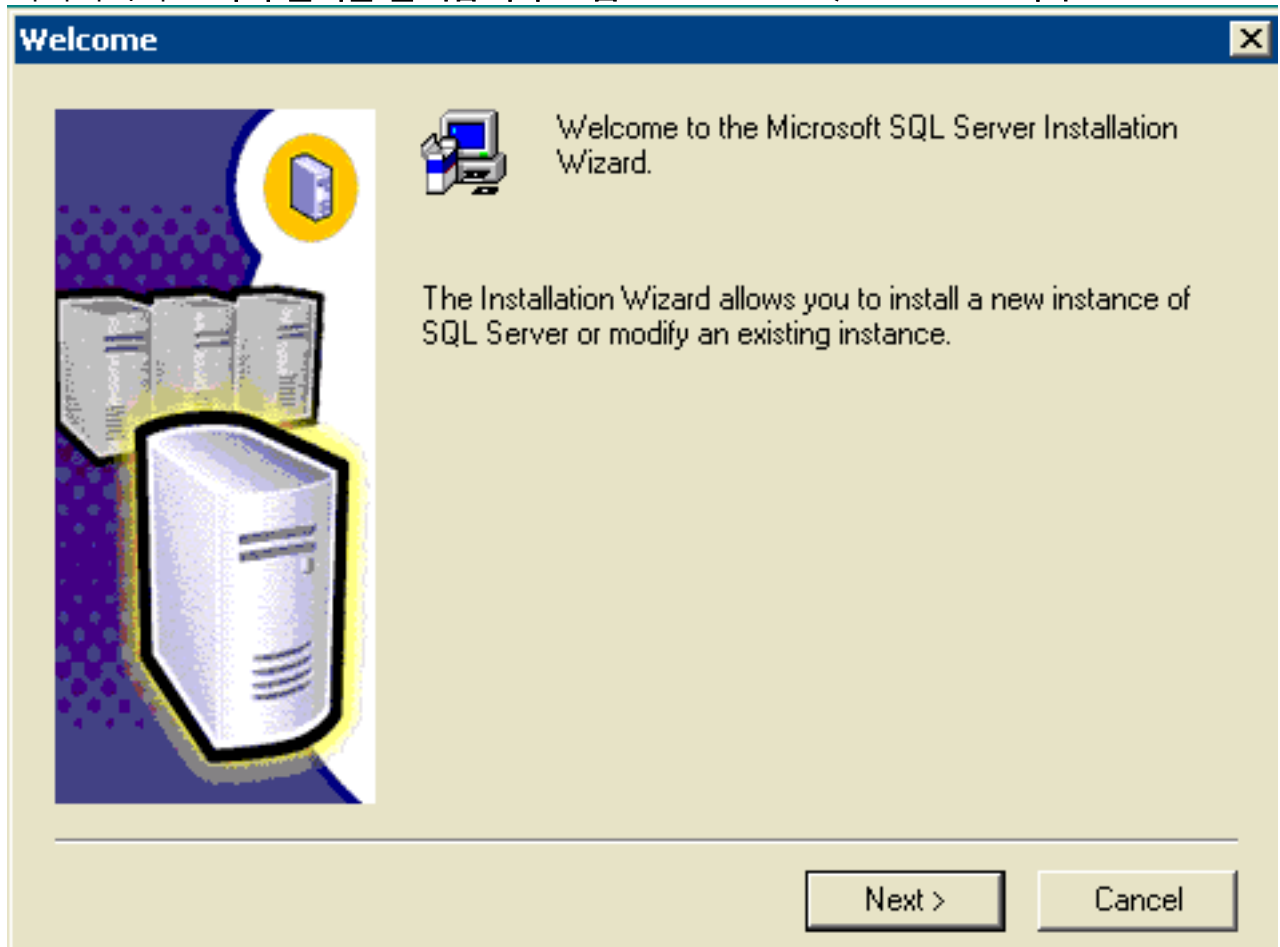 Welcome
Welcome to the Microsoft SQL Server Installation
Wizard.
The Installation Wizard allows you to install a new instance of
SQL Server or modify an existing instance.
Next >
Cancel